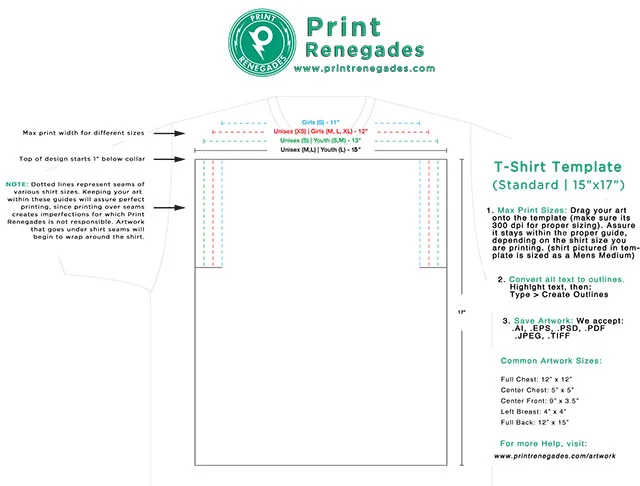 PRINT
RENEGADES
Print
Renegades
www.printrenegades.com
Girls (S) - 11"
Max print width for different sizes
Unisex (XS) | Girls (M, L, XL) - 12"
Unisex (S) | Youth (S,M) - 13"
Unisex (M,L) | Youth (L) - 15"
Top of design starts 1" below collar
NOTE: Dotted lines represent seams of
various shirt sizes. Keeping your art
within these guides will assure perfect
printing, since printing over seams
creates imperfections for which Print
Renegades is not responsible. Artwork
that goes under shirt seams will
begin to wrap around the shirt.
17"
T-Shirt Template
(Standard | 15"x17")
1. Max Print Sizes: Drag your art
onto the template (make sure its
300 dpi for proper sizing). Assure
it stays within the proper guide,
depending on the shirt size you
are printing. (shirt pictured in tem-
plate is sized as a Mens Medium)
2. Convert all text to outlines.
Highlght text, then:
Type > Create Outlines
3. Save Artwork: We accept:
.AI, .EPS, .PSD, .PDF
.JPEG, .TIFF
Common Artwork Sizes:
Full Chest: 12" x 12"
Center Chest: 5" x 5"
Center Front: 9" x 3.5"
Left Breast: 4" x 4"
Full Back: 12" x 15"
For more Help, visit:
www.printrenegades.com/artwork